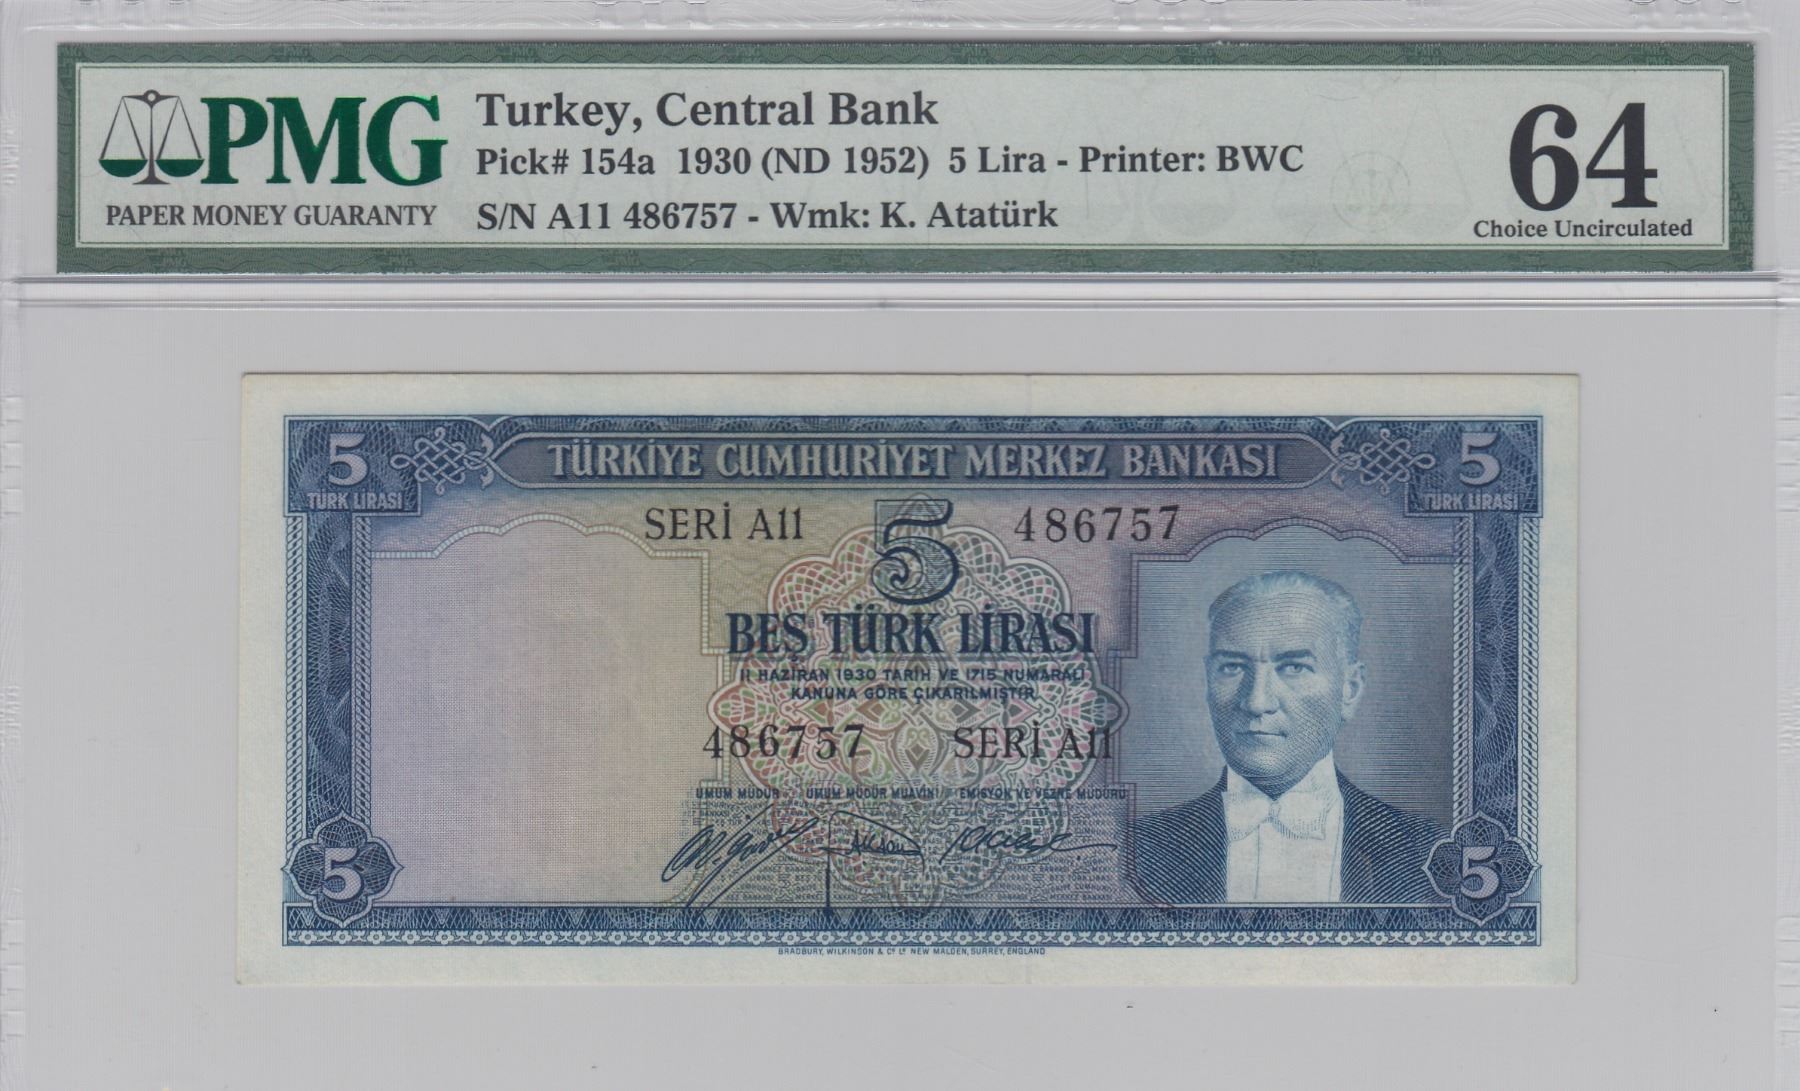 PMG
PAPER MONEY GUARANTY
Turkey, Central Bank
Pick# 154a 1930 (ND 1952) 5 Lira - Printer: BWC
S/N A11 486757 - Wmk: K. Atatürk
64
Choice Uncirculated
5
TÜRK LİRASI
TÜRKİYE CUMHURİYET MERKEZ BANKASI
5
TÜRK LİRASI
SERİ A11
5
486757
BEŞ TÜRK LİRASI
11 HAZİRAN 1930 TARİH VE 1715 NUMARALI
KANUNA GÖRE ÇIKARILMIŞTIR
486757 SERİ A11
UMUM MÜDÜR UMUM MÜDÜR MUAVİNİ EMİSYON VE VEZNE MÜDÜRÜ
5
5
BRADBURY, WILKINSON & Cº Lᵈ NEW MALDEN, SURREY, ENGLAND